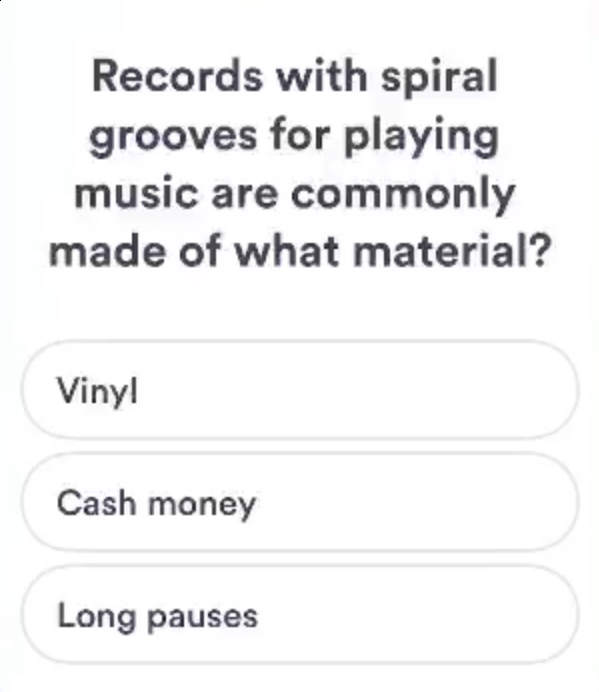 Records with spiral
grooves for playing
music are commonly
made of what material?
Vinyl
Cash money
Long pauses